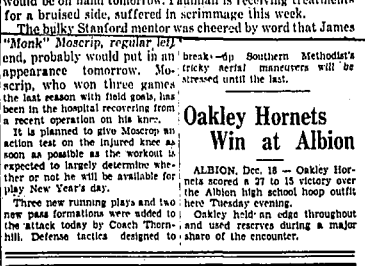 would be on hand tomorrow. Paulman is receiving treatments
for a bruised side, suffered in scrimmage this week.
The bulky Stanford mentor was cheered by word that James
"Monk" Moscrip, regular left
end, probably would put in an
appearance tomorrow. Mo-
scrip, who won three games
the last season with field goals, has
been in the hospital recovering from
a recent operation on his knee.
It is planned to give Moscrip an
action test on the injured knee as
soon as possible as the workout is
expected to largely determine whe-
ther or not he will be available for
play New Year's day.
Three new running plays and two
new pass formations were added to
the attack today by Coach Thorn-
hill. Defense tactics designed to
break up Southern Methodist's
tricky aerial maneuvers will be
stressed until the last.
Oakley Hornets
Win at Albion
ALBION, Dec. 18 — Oakley Hor-
nets scored a 27 to 15 victory over
the Albion high school hoop outfit
here Tuesday evening.
Oakley held an edge throughout
and used reserves during a major
share of the encounter.